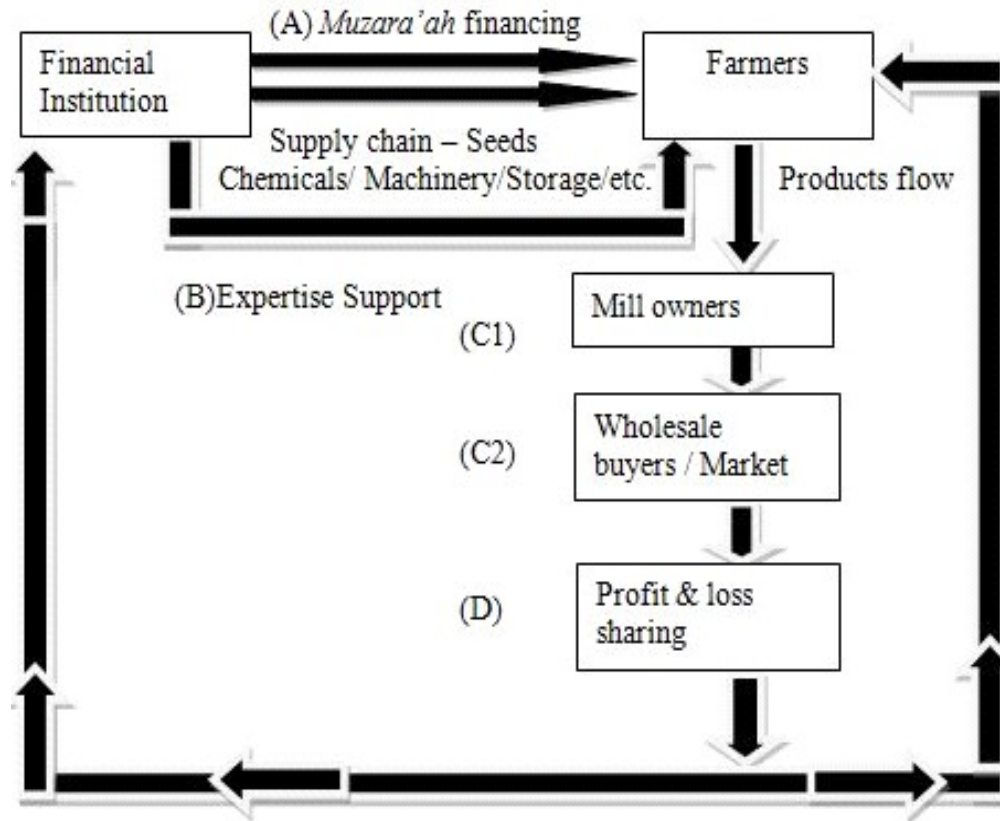 (A) Muzara’ah financing
Financial
Institution
Farmers
Supply chain – Seeds
Chemicals/ Machinery/Storage/etc.
Products flow
(B)Expertise Support
Mill owners
(C1)
Wholesale
buyers / Market
(C2)
Profit & loss
sharing
(D)